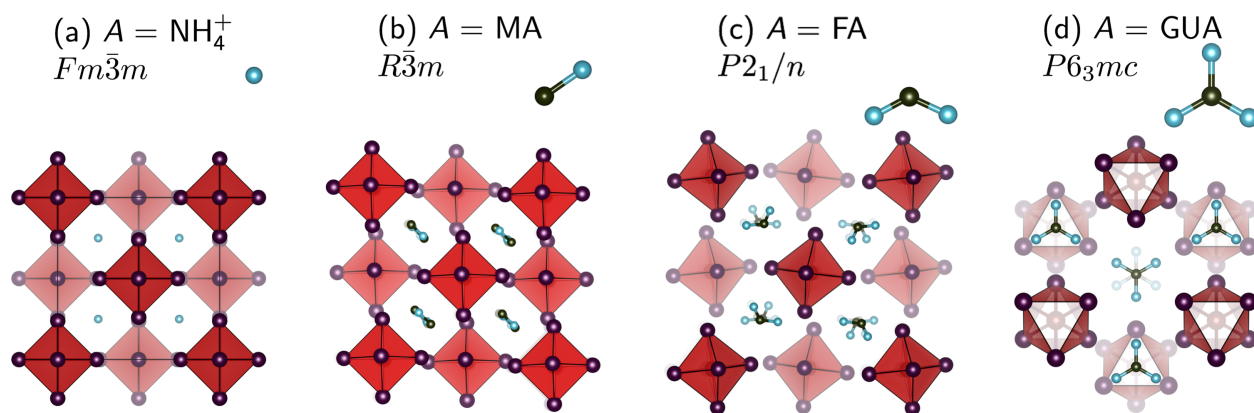 (a) A = NH₄⁺
Fm3̄m
(b) A = MA
R3̄m
(c) A = FA
P2₁/n
(d) A = GUA
P6₃mc